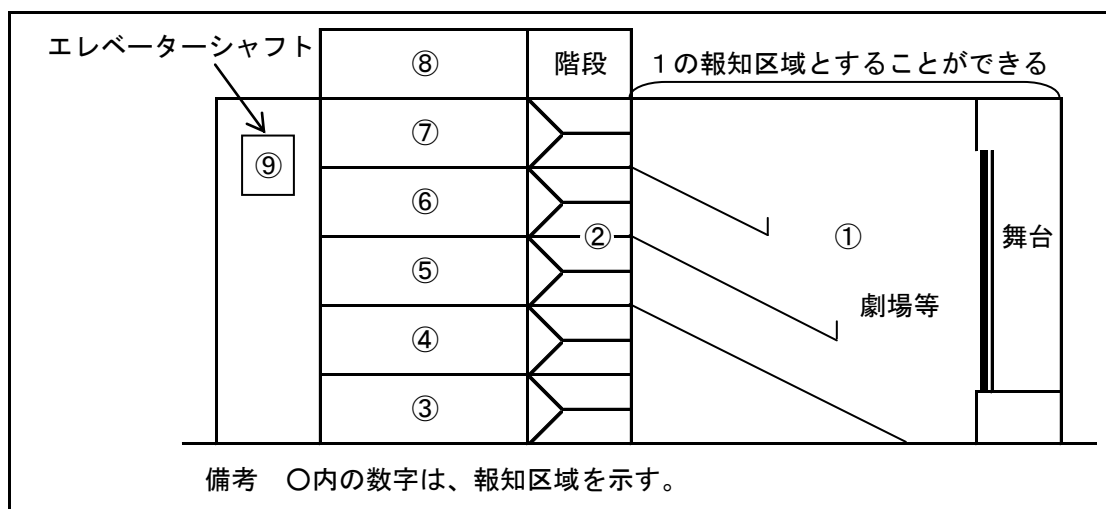 エレベーターシャフト
⑧
階段
１の報知区域とすることができる
⑦
⑨
⑥
②
①
舞台
⑤
劇場等
④
③
備考　〇内の数字は、報知区域を示す。